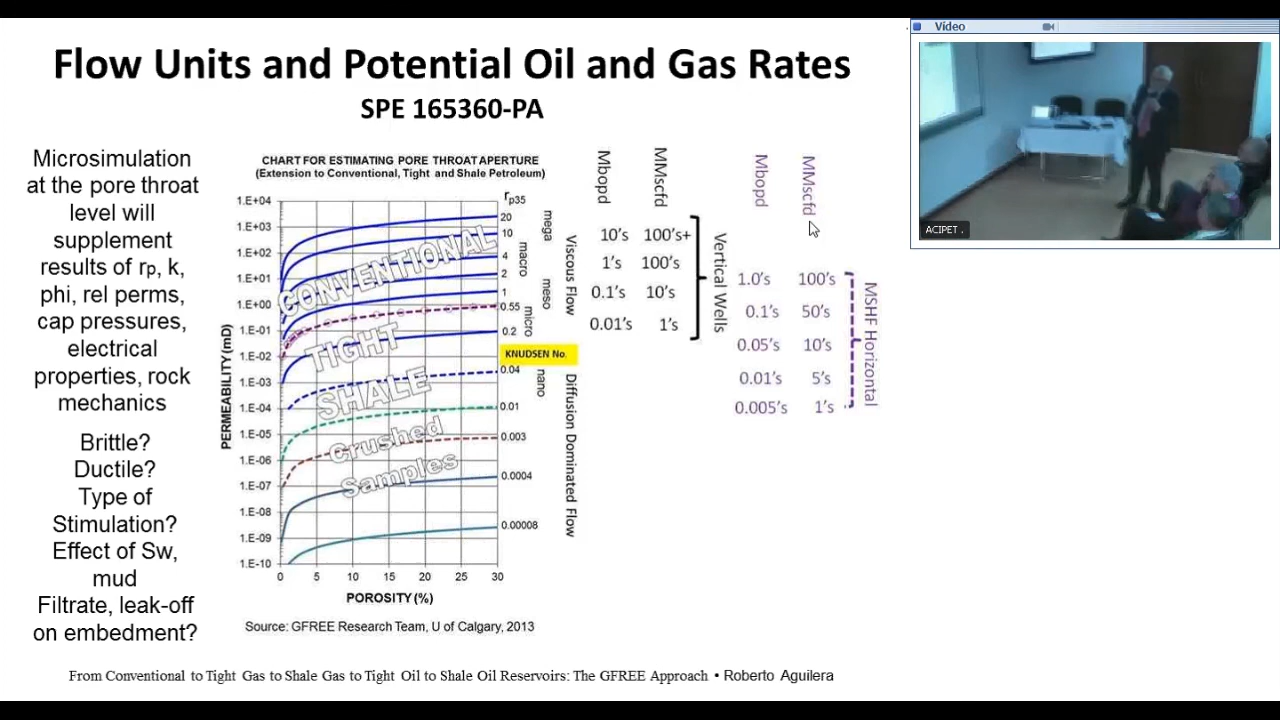 Flow Units and Potential Oil and Gas Rates
SPE 165360-PA
Microsimulation
at the pore throat
level will
supplement
results of rp, k,
phi, rel perms,
cap pressures,
electrical
properties, rock
mechanics
Brittle?
Ductile?
Type of
Stimulation?
Effect of Sw,
mud
Filtrate, leak-off
on embedment?
CHART FOR ESTIMATING PORE THROAT APERTURE
(Extension to Conventional, Tight and Shale Petroleum)
PERMEABILITY (mD)
1.E+04
1.E+03
1.E+02
1.E+01
1.E+00
1.E-01
1.E-02
1.E-03
1.E-04
1.E-05
1.E-06
1.E-07
1.E-08
1.E-09
1.E-10
0 5 10 15 20 25 30
POROSITY (%)
CONVENTIONAL
TIGHT
SHALE
Crushed
Samples
rp35
20
10
4
2
1
0.55
0.2
KNUDSEN No.
0.04
0.01
0.003
0.0004
0.00008
mega
macro
meso
micro
nano
Viscous Flow
Diffusion Dominated Flow
Mbopd MMscfd
10's 100's+
1's 100's
0.1's 10's
0.01's 1's
Vertical Wells
Mbopd MMscfd
1.0's 100's
0.1's 50's
0.05's 10's
0.01's 5's
0.005's 1's
MSHF Horizontal
Source: GFREE Research Team, U of Calgary, 2013
From Conventional to Tight Gas to Shale Gas to Tight Oil to Shale Oil Reservoirs: The GFREE Approach • Roberto Aguilera
Vídeo
ACIPET .